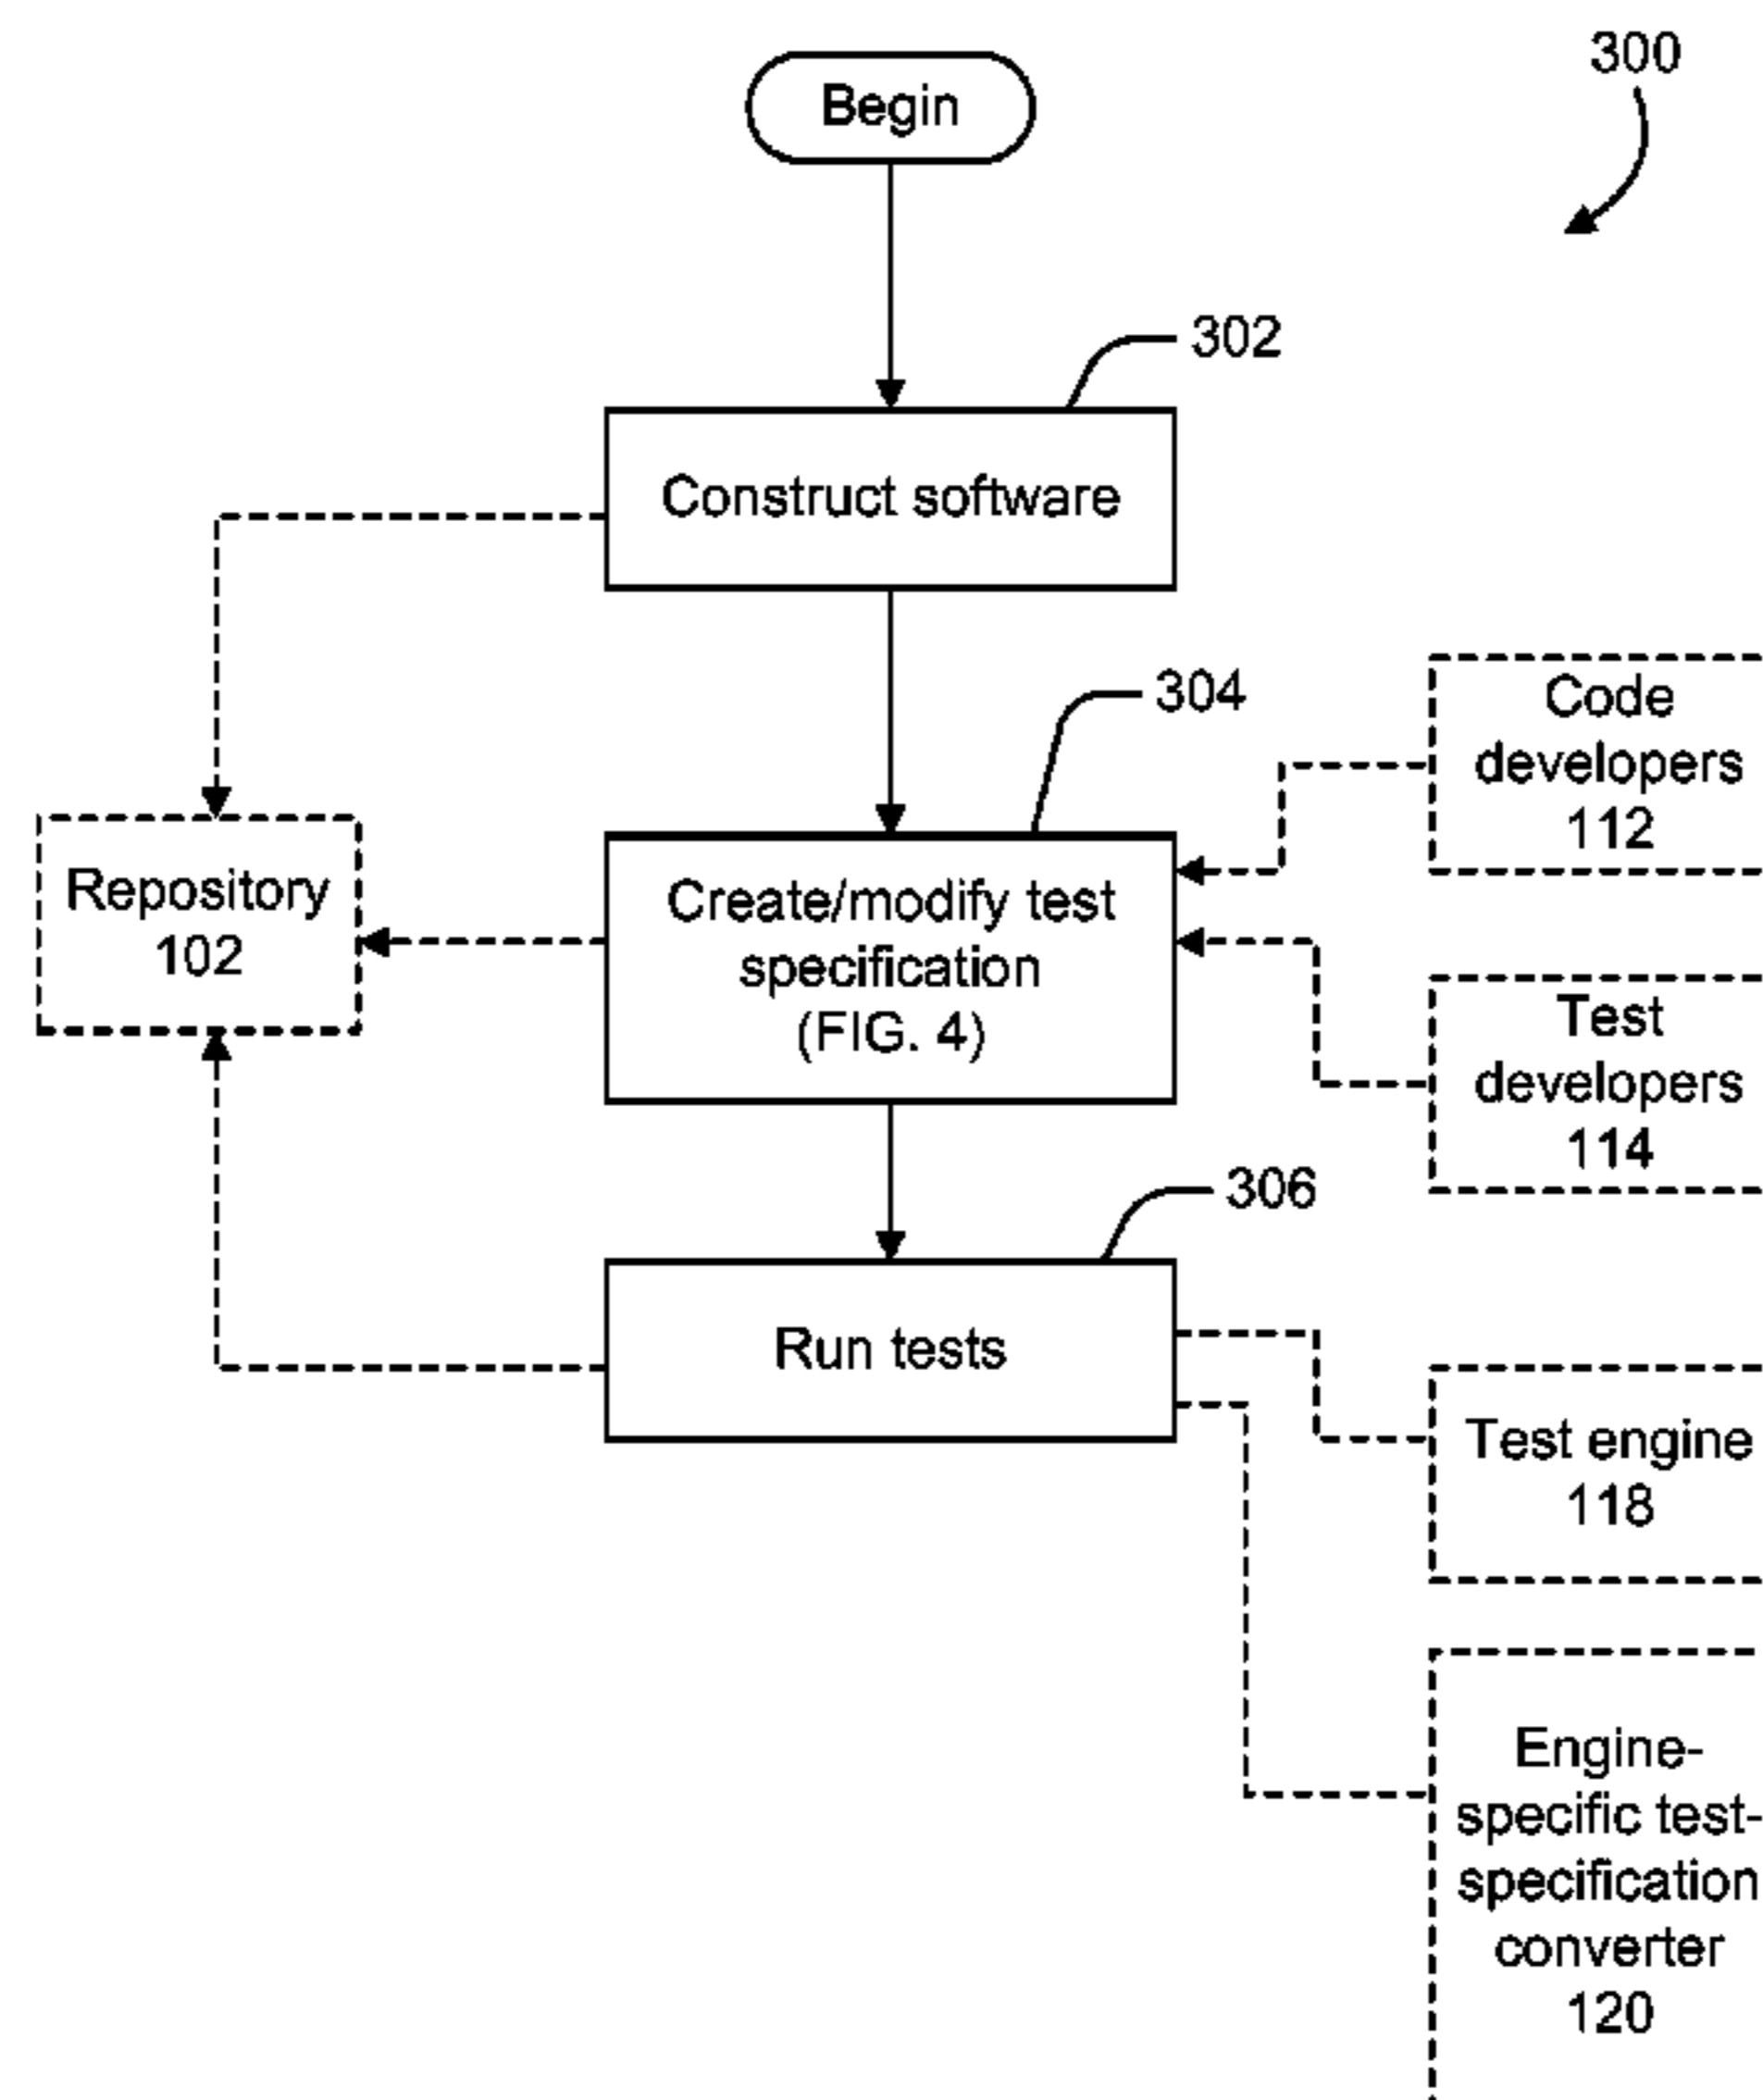 300
Begin
302
Construct software
304
Code
developers
112
Repository
102
Create/modify test
specification
(FIG. 4)
Test
developers
114
306
Run tests
Test engine
118
Engine-
specific test-
specification
converter
120